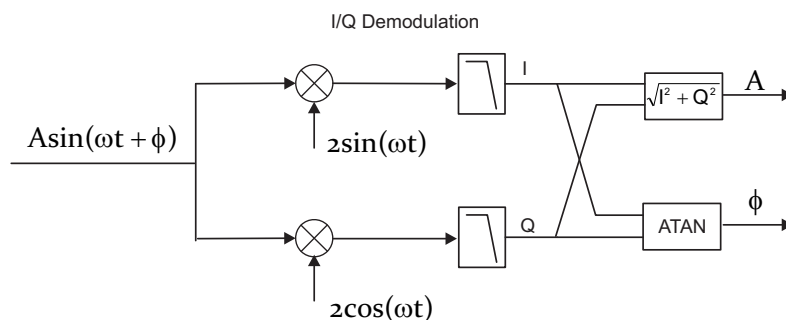 I/Q Demodulation
I
A
√I² + Q²
2sin(ωt)
Asin(ωt + ϕ)
Q
ATAN
ϕ
2cos(ωt)